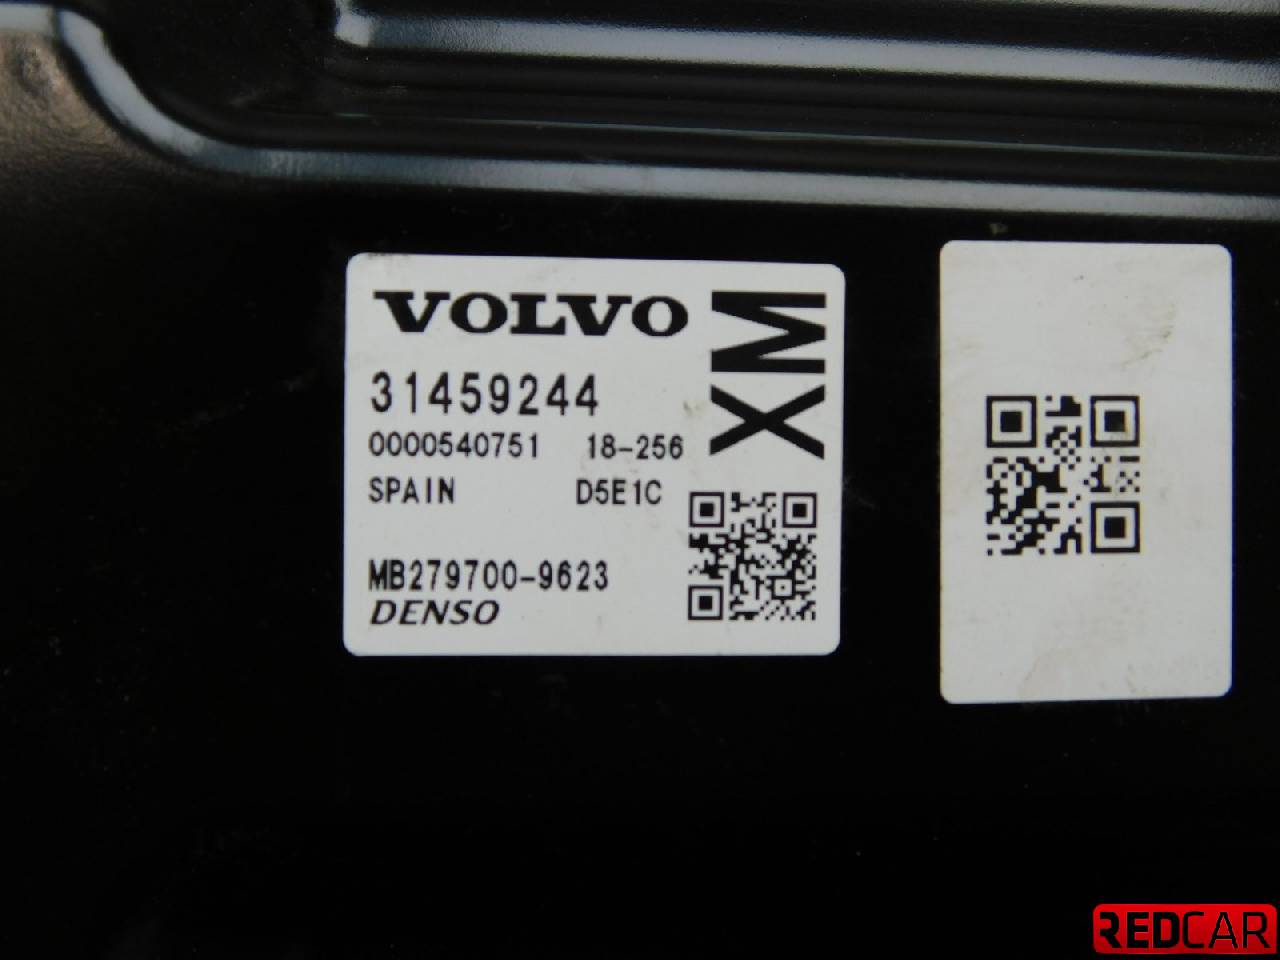 VOLVO
XM
31459244
0000540751 18-256
SPAIN D5E1C
MB279700-9623
DENSO
REDCAR